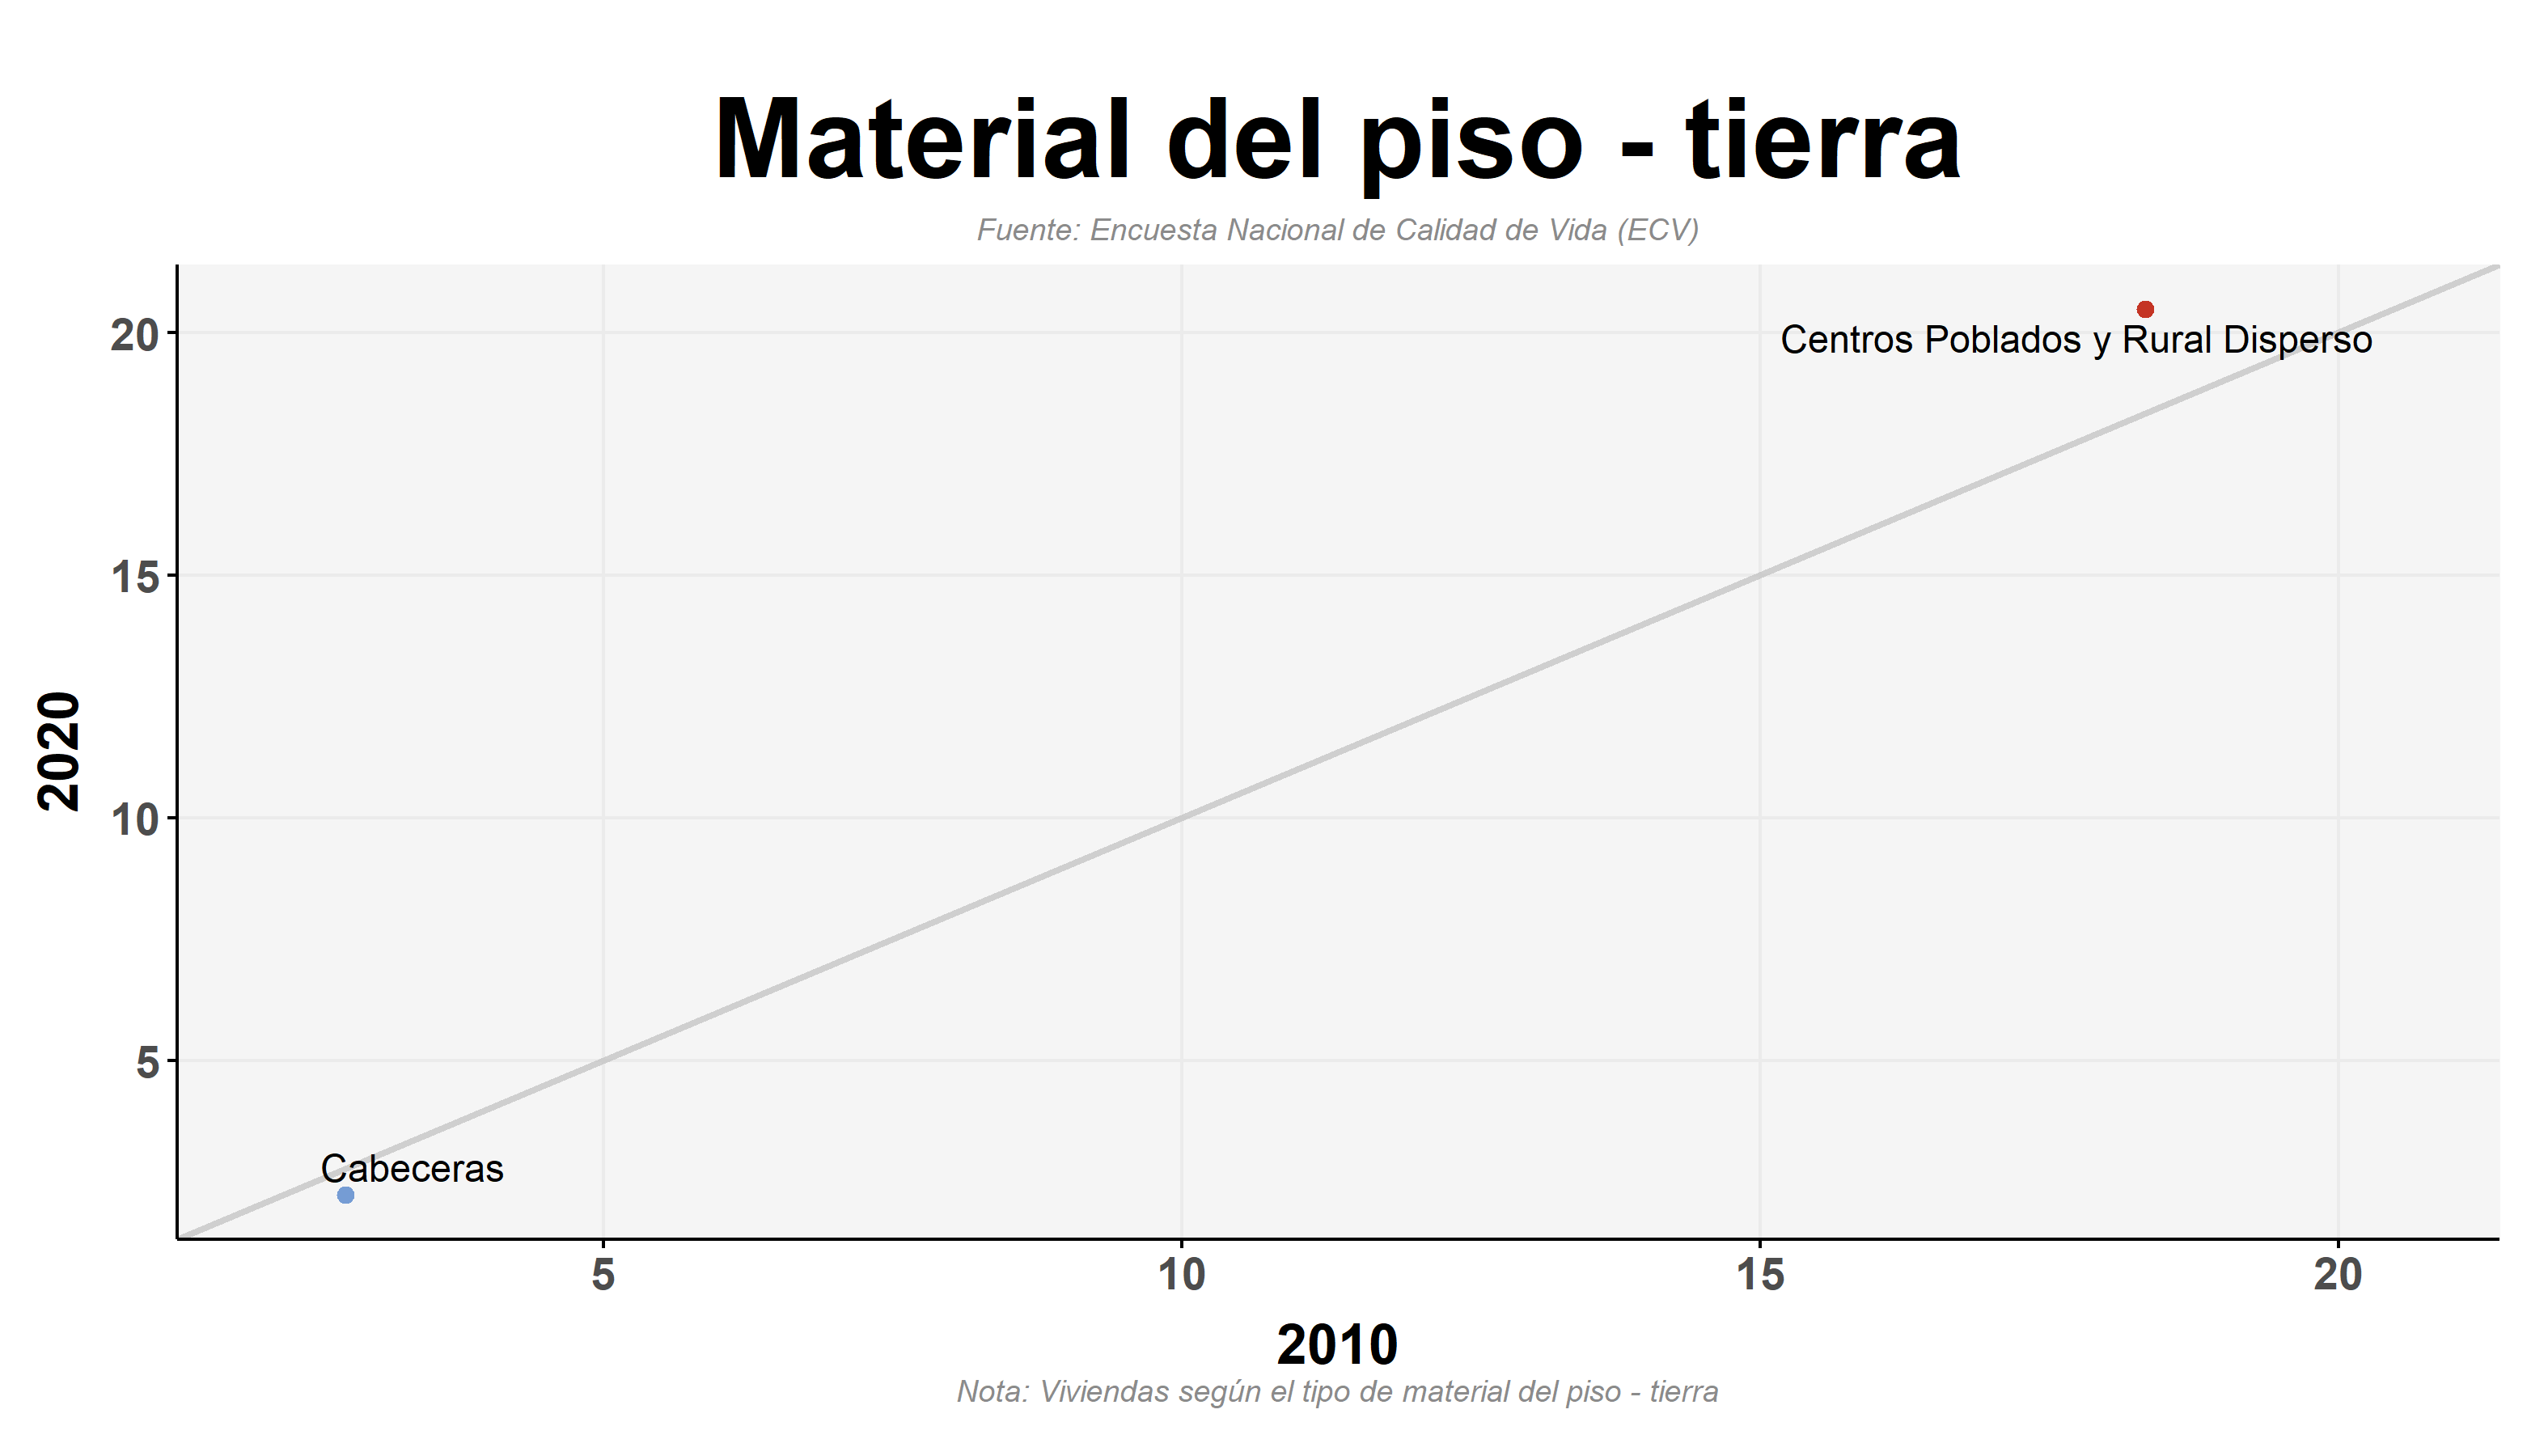 Material del piso - tierra
Fuente: Encuesta Nacional de Calidad de Vida (ECV)
20
15
10
5
2020
Centros Poblados y Rural Disperso
Cabeceras
5
10
15
20
2010
Nota: Viviendas según el tipo de material del piso - tierra